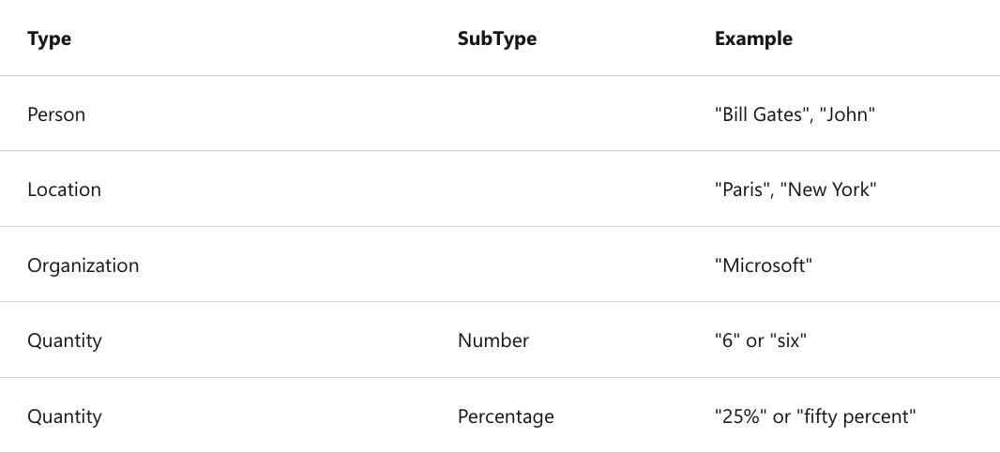 Type SubType Example
Person "Bill Gates", "John"
Location "Paris", "New York"
Organization "Microsoft"
Quantity Number "6" or "six"
Quantity Percentage "25%" or "fifty percent"